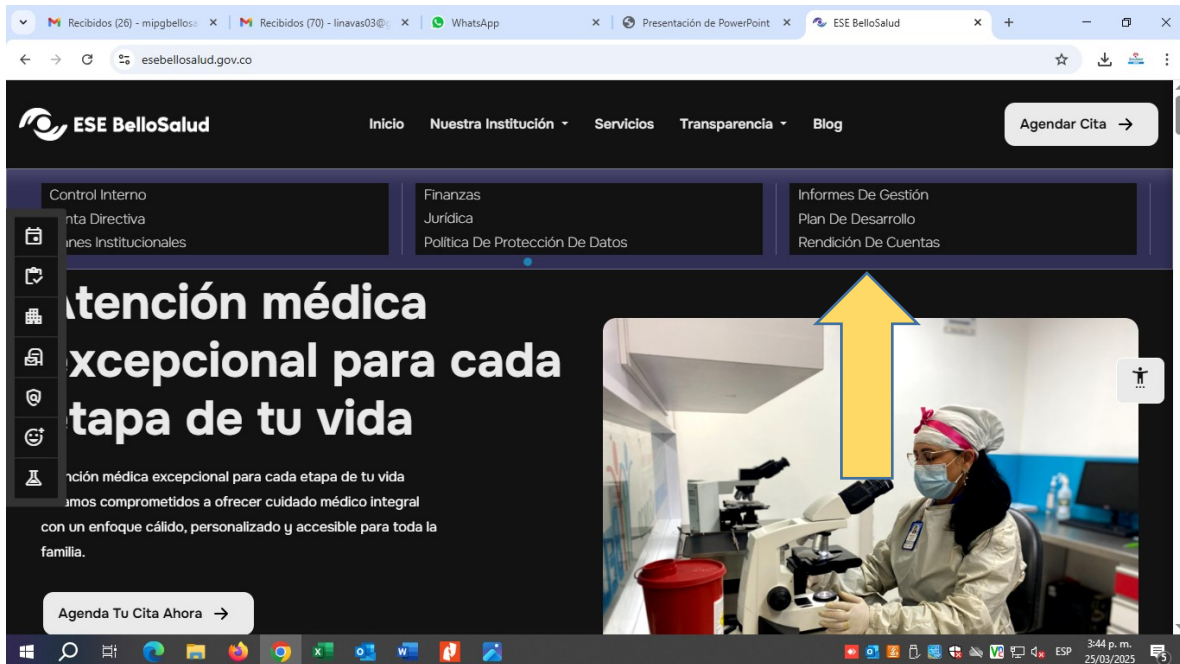 Recibidos (26) - mipgbellosa
Recibidos (70) - linavas03@g
WhatsApp
Presentación de PowerPoint
ESE BelloSalud
esebellosalud.gov.co
ESE BelloSalud
Inicio
Nuestra Institución
Servicios
Transparencia
Blog
Agendar Cita →
Control Interno
nta Directiva
nes Institucionales
Finanzas
Jurídica
Política De Protección De Datos
Informes De Gestión
Plan De Desarrollo
Rendición De Cuentas
Atención médica
excepcional para cada
etapa de tu vida
nción médica excepcional para cada etapa de tu vida
amos comprometidos a ofrecer cuidado médico integral
con un enfoque cálido, personalizado y accesible para toda la
familia.
Agenda Tu Cita Ahora →
ESP
3:44 p. m.
25/03/2025